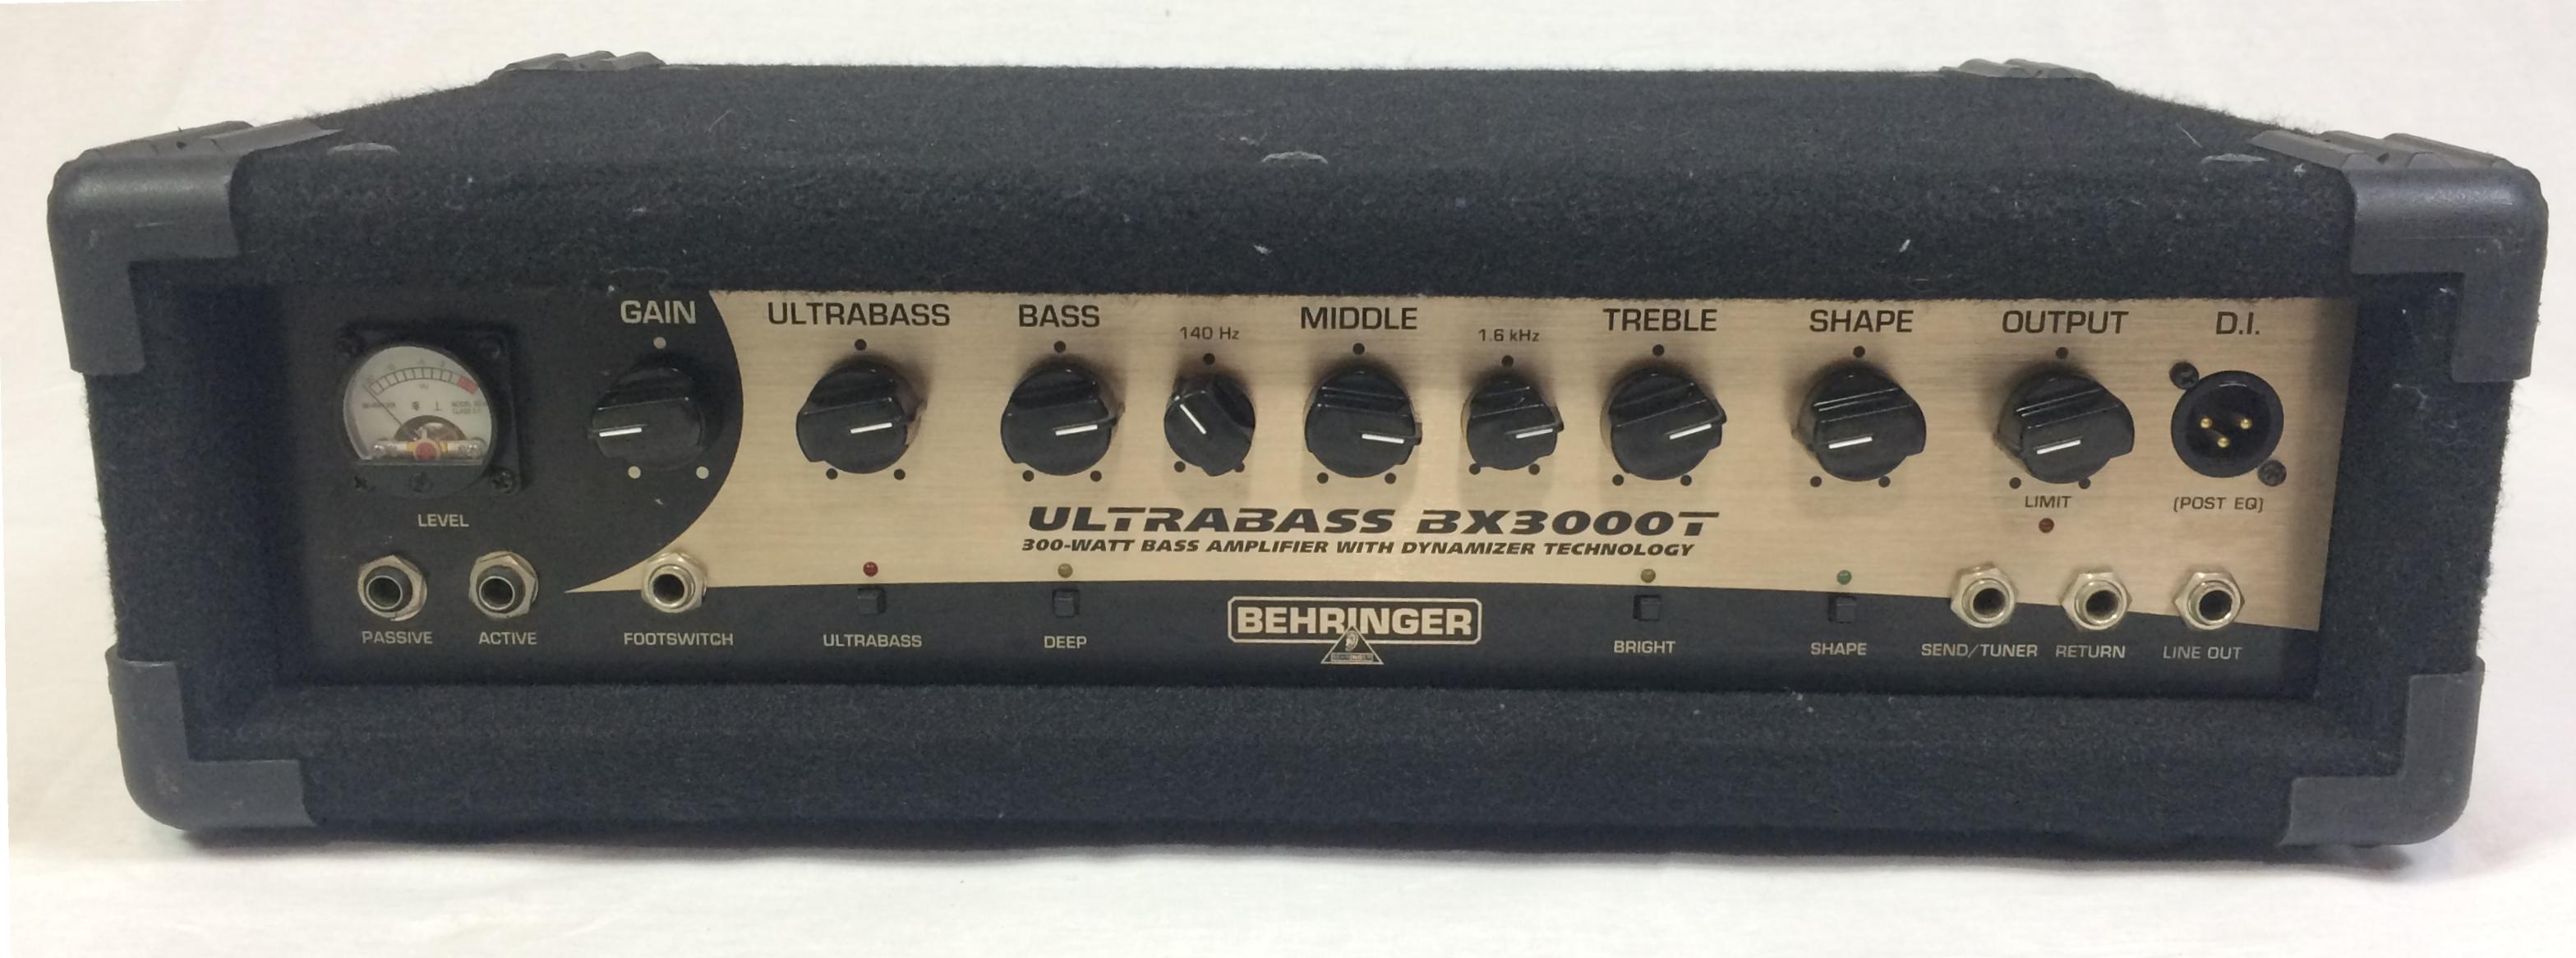 GAIN
ULTRABASS
BASS
140 Hz
MIDDLE
1.6 kHz
TREBLE
SHAPE
OUTPUT
D.I.
LEVEL
LIMIT
(POST EQ)
ULTRABASS BX3000T
300-WATT BASS AMPLIFIER WITH DYNAMIZER TECHNOLOGY
BEHRINGER
PASSIVE
ACTIVE
FOOTSWITCH
ULTRABASS
DEEP
BRIGHT
SHAPE
SEND/TUNER
RETURN
LINE OUT